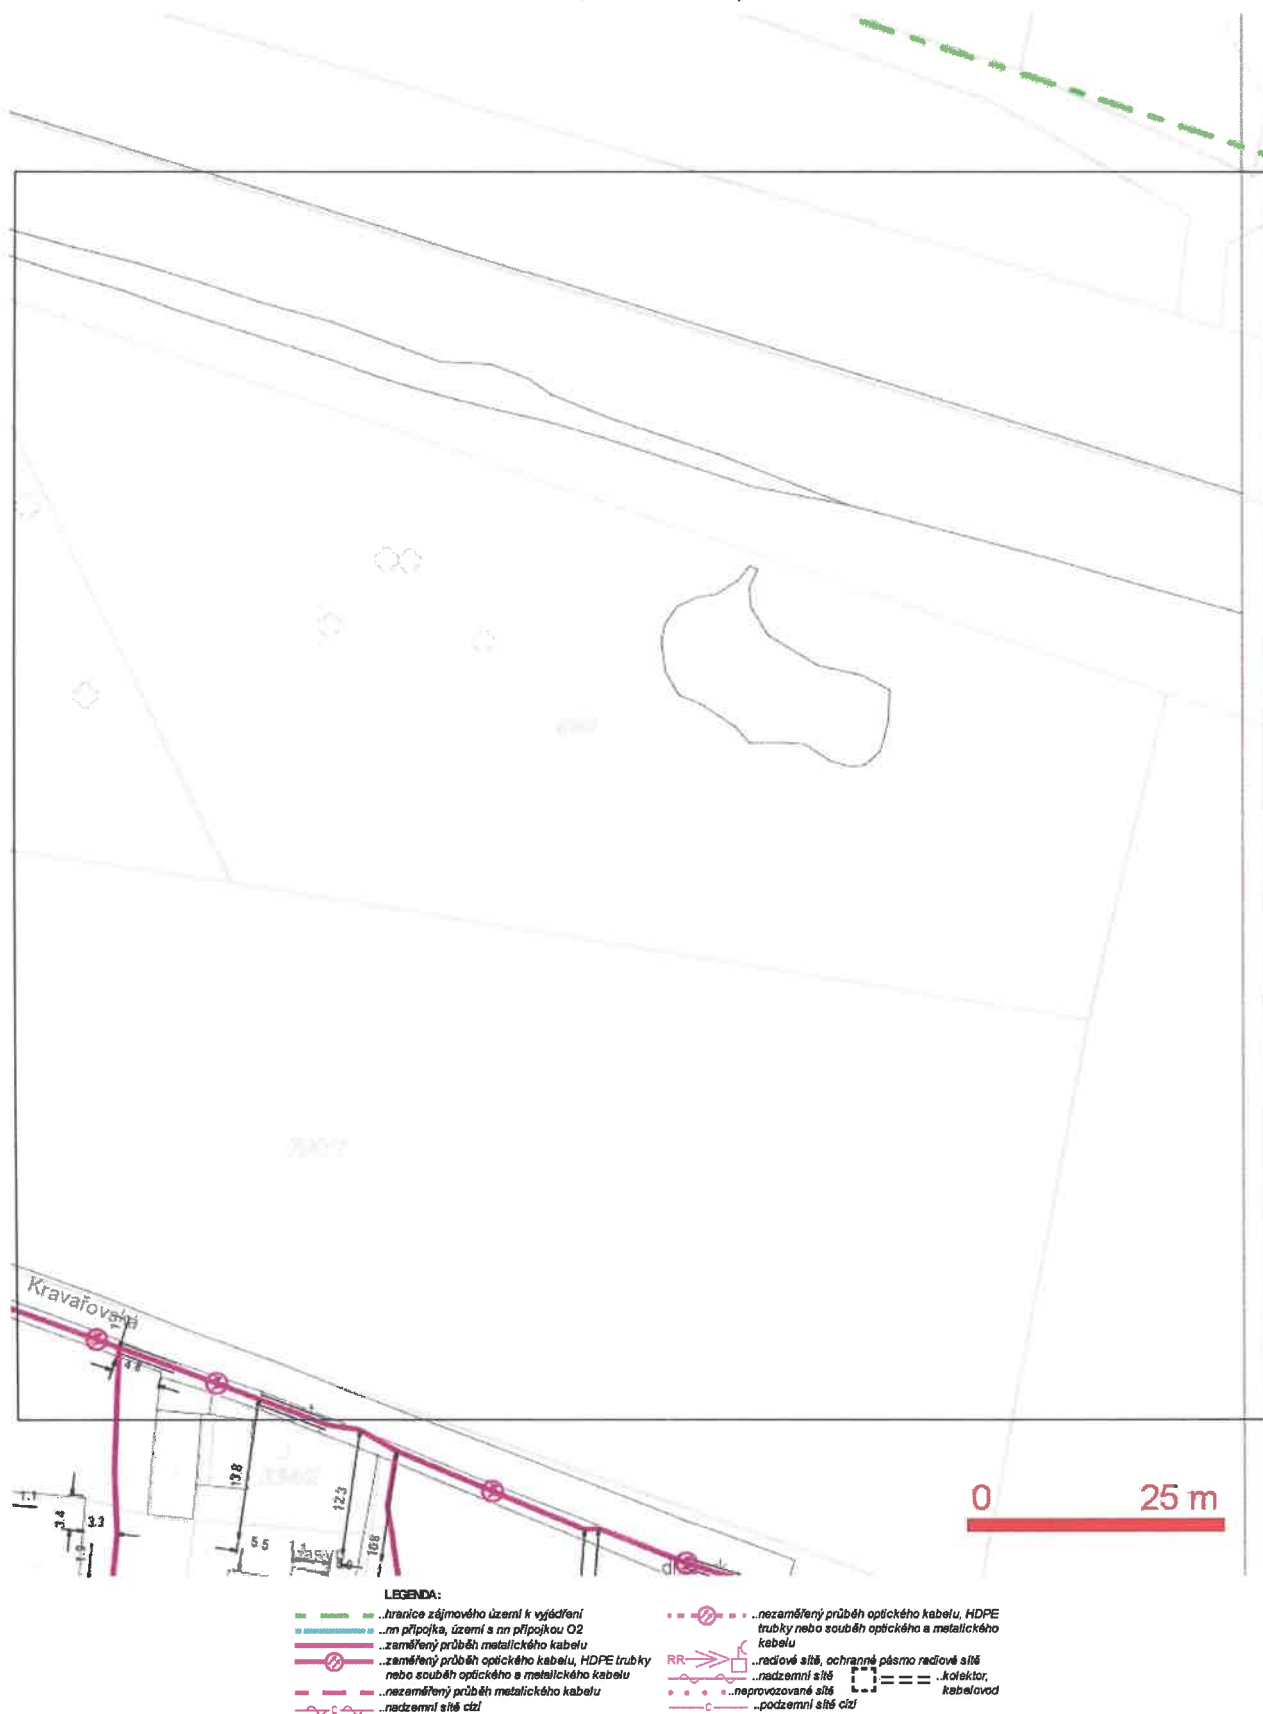 Kravařovská
4.8
13.8
12.3
10.8
5.5
1.1
3.4
3.3
1.9
0 25 m
LEGENDA:
..hranice zájmového území k vyjádření
..nn přípojka, území s nn přípojkou O2
..zaměřený průběh metalického kabelu
..zaměřený průběh optického kabelu, HDPE trubky
nebo souběh optického a metalického kabelu
..nezaměřený průběh metalického kabelu
C
..nadzemní sítě cizí
..nezaměřený průběh optického kabelu, HDPE
trubky nebo souběh optického a metalického
kabelu
RR
..radiové sítě, ochranné pásmo radiové sítě
..nadzemní sítě
..kolektor,
kabelovod
..neprovozované sítě
C
..podzemní sítě cizí